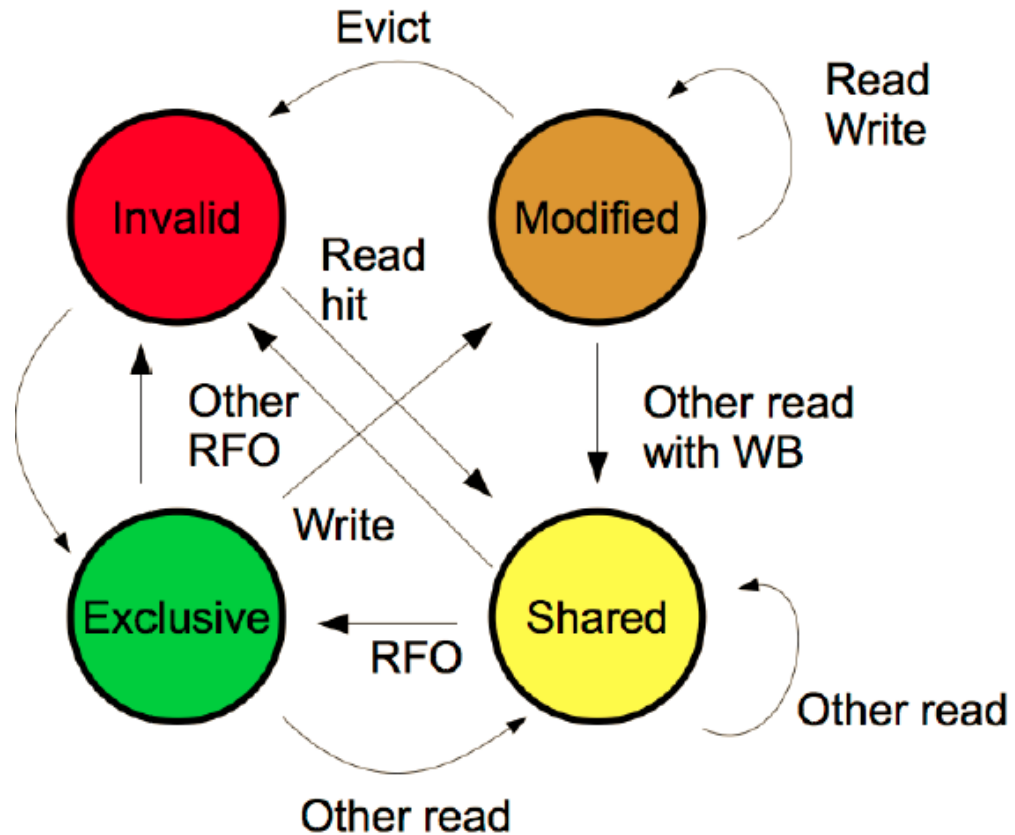 Evict
Read
Write
Invalid
Modified
Read
hit
Other
RFO
Other read
with WB
Write
Exclusive
Shared
RFO
Other read
Other read